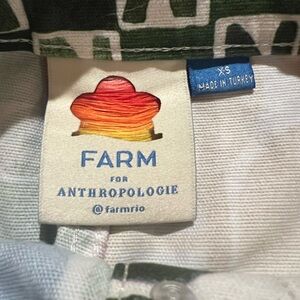 FARM
FOR
ANTHROPOLOGIE
@farmrio
XS
MADE IN TURKEY